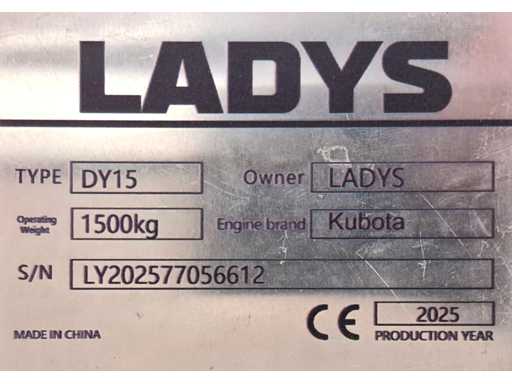 LADYS
TYPE DY15 Owner LADYS
Operating Weight 1500kg Engine brand Kubota
S/N LY202577056612
CE 2025
MADE IN CHINA PRODUCTION YEAR